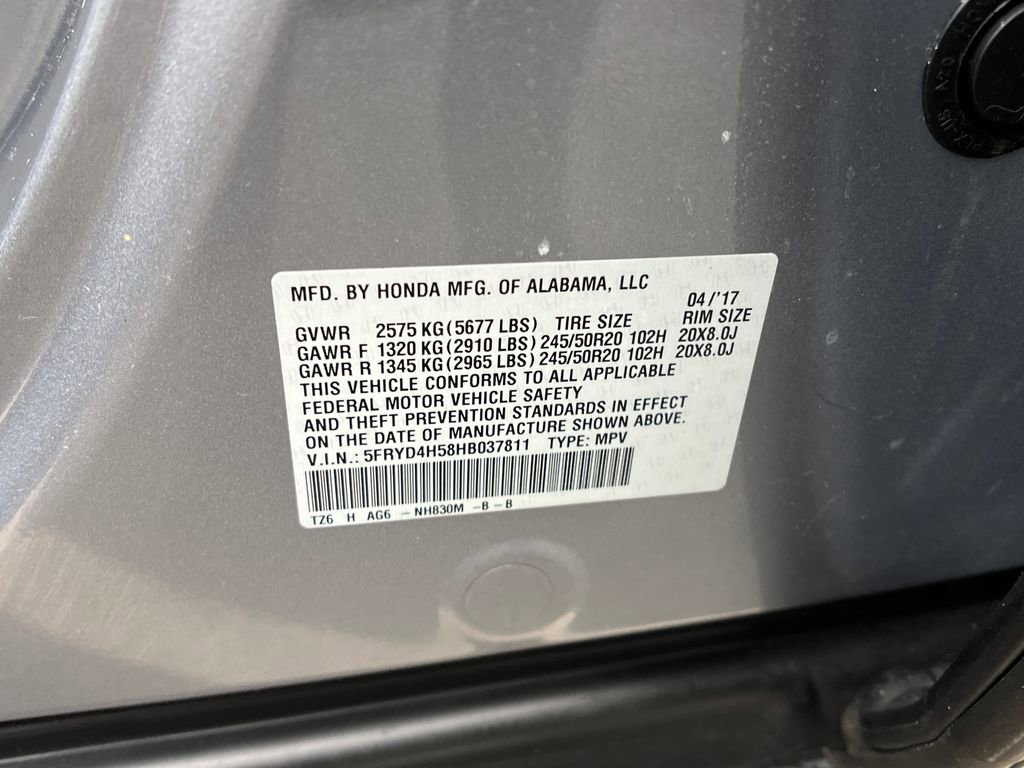 MFD. BY HONDA MFG. OF ALABAMA, LLC
04/'17
GVWR 2575 KG(5677 LBS) TIRE SIZE RIM SIZE
GAWR F 1320 KG(2910 LBS) 245/50R20 102H 20X8.0J
GAWR R 1345 KG(2965 LBS) 245/50R20 102H 20X8.0J
THIS VEHICLE CONFORMS TO ALL APPLICABLE
FEDERAL MOTOR VEHICLE SAFETY
AND THEFT PREVENTION STANDARDS IN EFFECT
ON THE DATE OF MANUFACTURE SHOWN ABOVE.
V.I.N.: 5FRYD4H58HB037811 TYPE: MPV
TZ6 H AG6 -NH830M -B-B